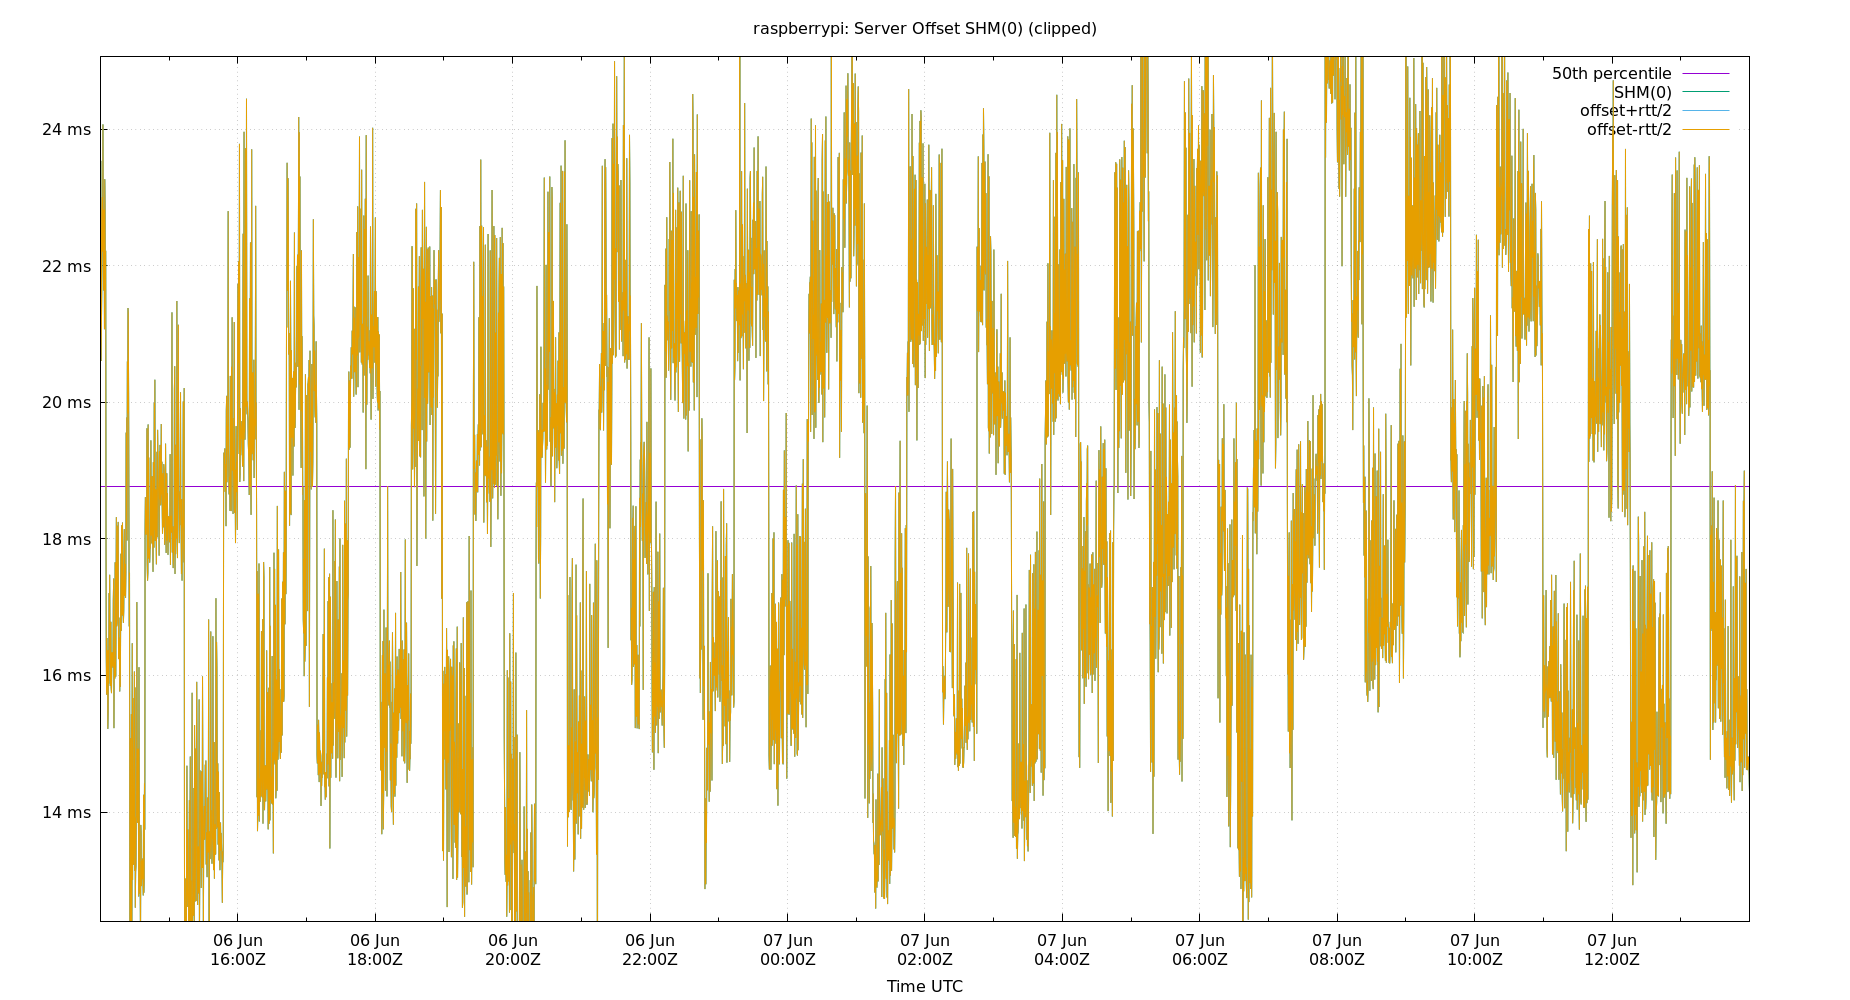 raspberrypi: Server Offset SHM(0) (clipped)
50th percentile
SHM(0)
offset+rtt/2
offset-rtt/2
24 ms
22 ms
20 ms
18 ms
16 ms
14 ms
06 Jun 06 Jun 06 Jun 06 Jun 07 Jun 07 Jun 07 Jun 07 Jun 07 Jun 07 Jun 07 Jun
16:00Z 18:00Z 20:00Z 22:00Z 00:00Z 02:00Z 04:00Z 06:00Z 08:00Z 10:00Z 12:00Z
Time UTC